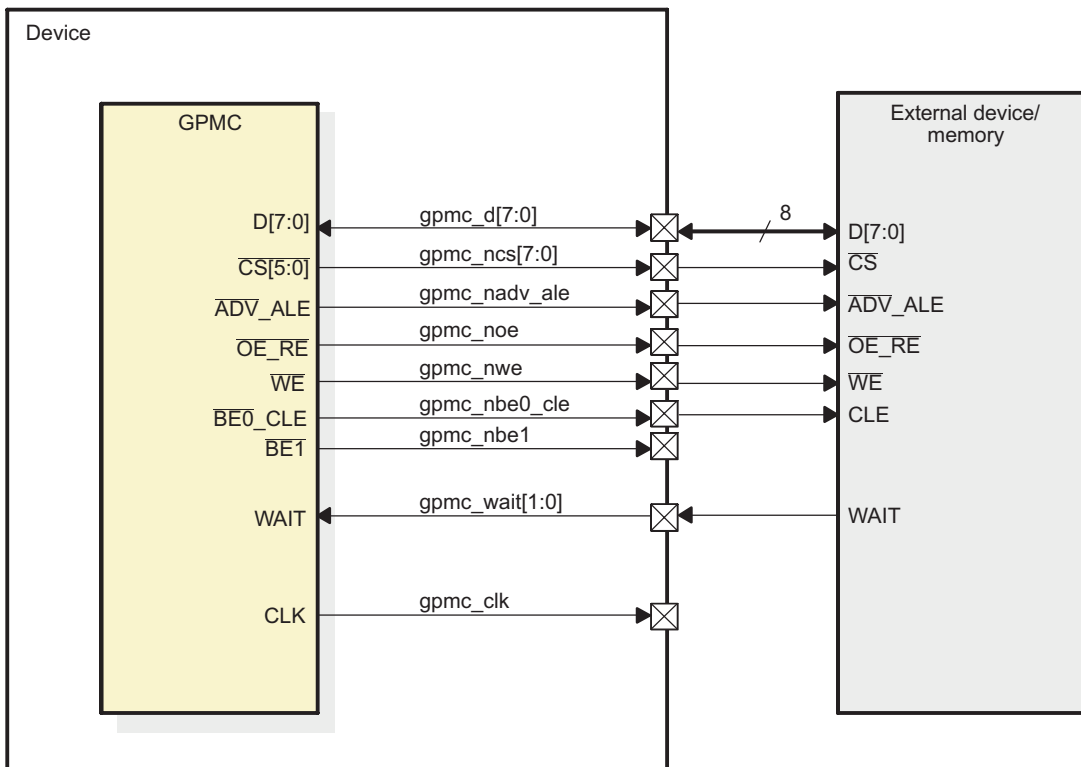 Device
GPMC
External device/
memory
D[7:0]
gpmc_d[7:0]
8
D[7:0]
CS[5:0]
gpmc_ncs[7:0]
CS
ADV_ALE
gpmc_nadv_ale
ADV_ALE
OE_RE
gpmc_noe
OE_RE
WE
gpmc_nwe
WE
BE0_CLE
gpmc_nbe0_cle
CLE
BE1
gpmc_nbe1
WAIT
gpmc_wait[1:0]
WAIT
CLK
gpmc_clk